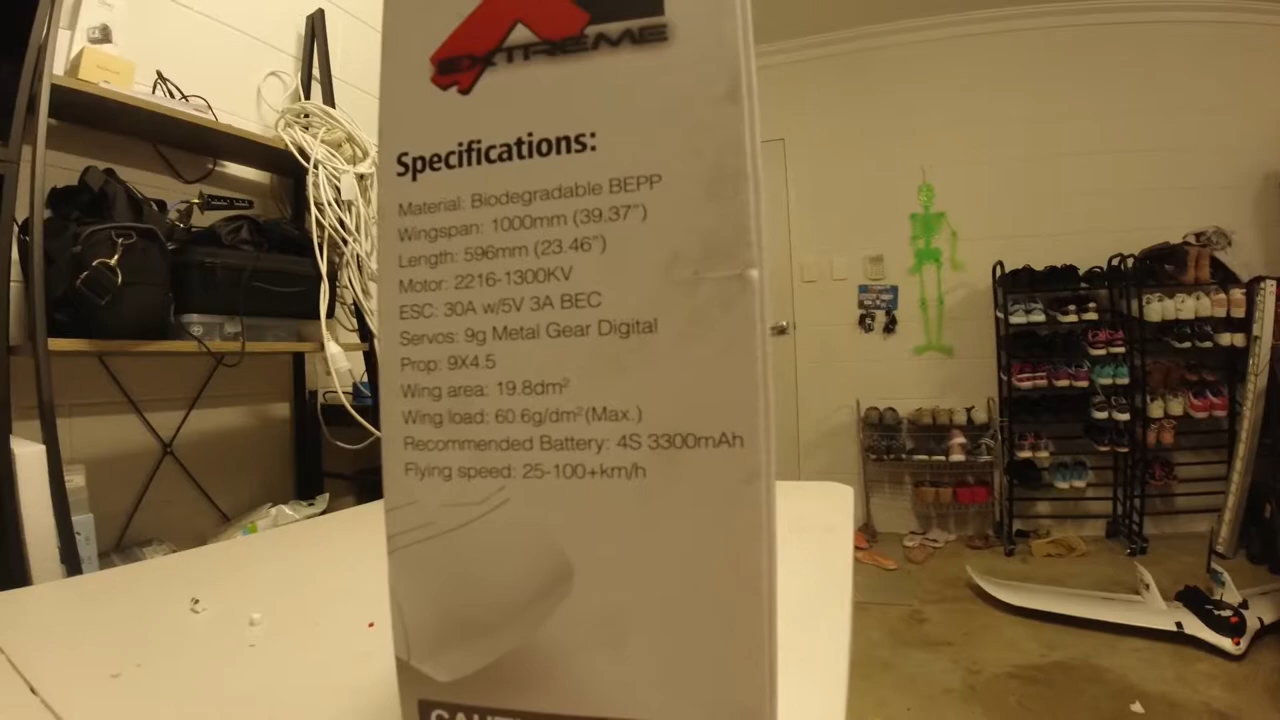 EXTREME
Specifications:
Material: Biodegradable BEPP
Wingspan: 1000mm (39.37")
Length: 596mm (23.46")
Motor: 2216-1300KV
ESC: 30A w/5V 3A BEC
Servos: 9g Metal Gear Digital
Prop: 9X4.5
Wing area: 19.8dm²
Wing load: 60.6g/dm²(Max.)
Recommended Battery: 4S 3300mAh
Flying speed: 25-100+km/h